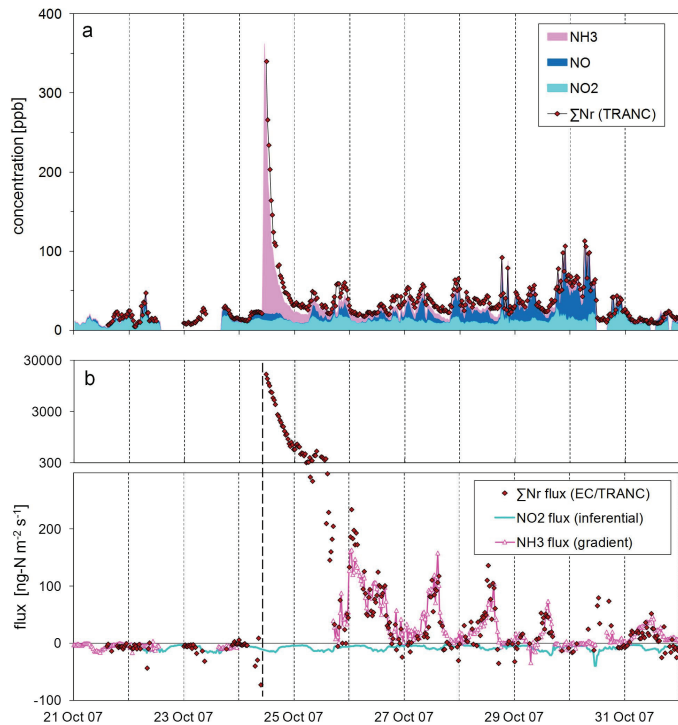 a
400
300
200
100
0
concentration [ppb]
NH3
NO
NO2
∑Nr (TRANC)
b
30000
3000
300
200
100
0
-100
flux [ng-N m⁻² s⁻¹]
∑Nr flux (EC/TRANC)
NO2 flux (inferential)
NH3 flux (gradient)
21 Oct 07 23 Oct 07 25 Oct 07 27 Oct 07 29 Oct 07 31 Oct 07